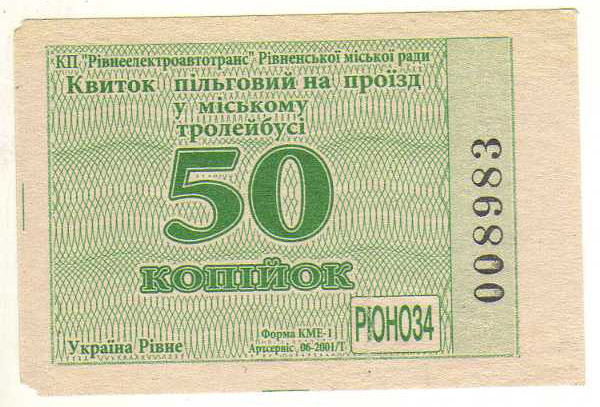 КП "Рівнеелектроавтотранс" Рівненської міської ради
Квиток пільговий на проїзд
у міському
тролейбусі
50
КОПІЙОК
Україна Рівне
Форма КМЕ-1
Артсервіс, 06-2001/Т
РІОНО34
008983